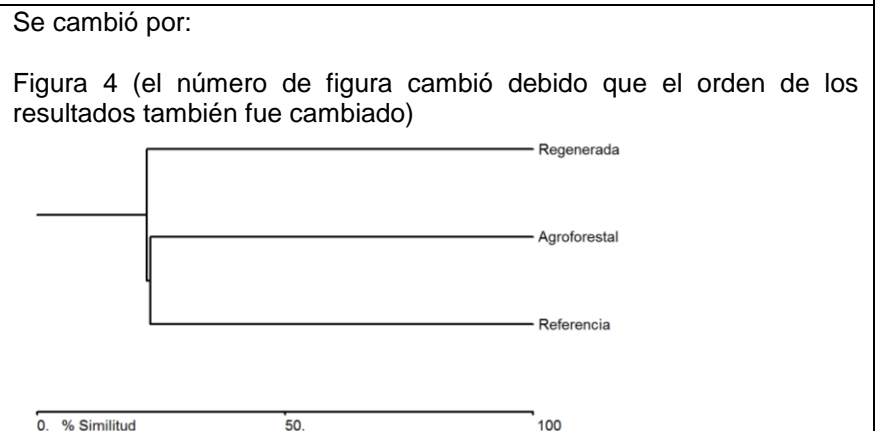 Se cambió por:
Figura 4 (el número de figura cambió debido que el orden de los
resultados también fue cambiado)
Regenerada
Agroforestal
Referencia
0. % Similitud 50. 100